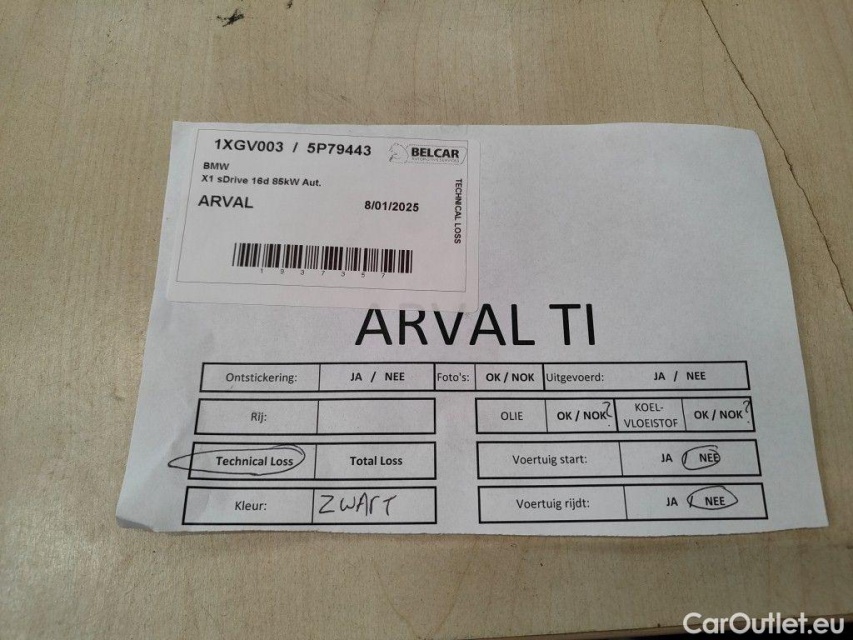 1XGV003 / 5P79443 BELCAR
BMW
X1 sDrive 16d 85kW Aut.
ARVAL 8/01/2025
TECHNICAL LOSS
1937357
ARVAL TI
Ontstickering: JA / NEE Foto's: OK / NOK Uitgevoerd: JA / NEE
Rij: OLIE OK / NOK? KOEL-VLOEISTOF OK / NOK?
Technical Loss Total Loss Voertuig start: JA / NEE
Kleur: ZWART Voertuig rijdt: JA / NEE
CarOutlet.eu